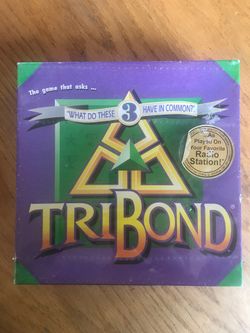 The game that asks ...
"WHAT DO THESE 3 HAVE IN COMMON?"
As
Played On
Your Favorite
Radio
Station!
TRIBOND